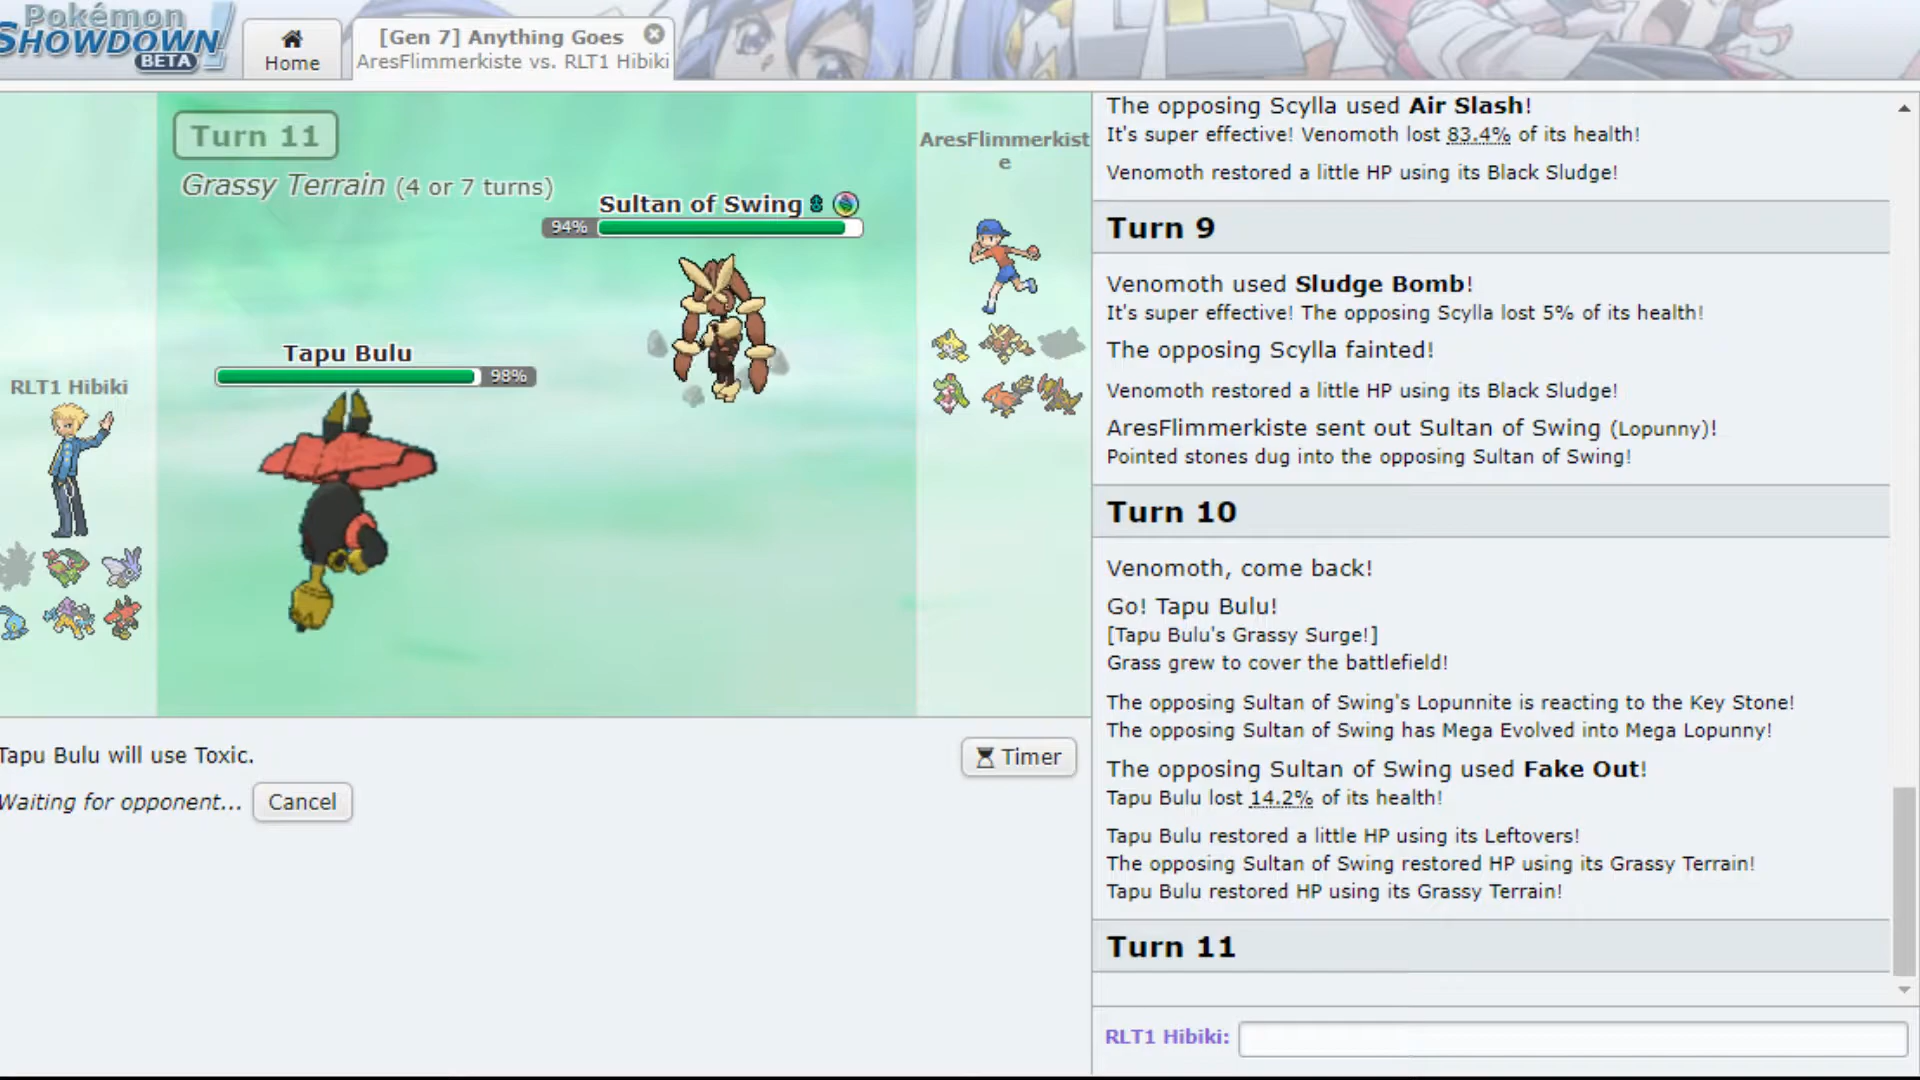 Pokémon
SHOWDOWN!
BETA
Home
[Gen 7] Anything Goes
AresFlimmerkiste vs. RLT1 Hibiki
Turn 11
Grassy Terrain (4 or 7 turns)
Sultan of Swing
94%
Tapu Bulu
98%
RLT1 Hibiki
AresFlimmerkist
e
Tapu Bulu will use Toxic.
Waiting for opponent...
Cancel
Timer
The opposing Scylla used Air Slash!
It's super effective! Venomoth lost 83.4% of its health!
Venomoth restored a little HP using its Black Sludge!
Turn 9
Venomoth used Sludge Bomb!
It's super effective! The opposing Scylla lost 5% of its health!
The opposing Scylla fainted!
Venomoth restored a little HP using its Black Sludge!
AresFlimmerkiste sent out Sultan of Swing (Lopunny)!
Pointed stones dug into the opposing Sultan of Swing!
Turn 10
Venomoth, come back!
Go! Tapu Bulu!
[Tapu Bulu's Grassy Surge!]
Grass grew to cover the battlefield!
The opposing Sultan of Swing's Lopunnite is reacting to the Key Stone!
The opposing Sultan of Swing has Mega Evolved into Mega Lopunny!
The opposing Sultan of Swing used Fake Out!
Tapu Bulu lost 14.2% of its health!
Tapu Bulu restored a little HP using its Leftovers!
The opposing Sultan of Swing restored HP using its Grassy Terrain!
Tapu Bulu restored HP using its Grassy Terrain!
Turn 11
RLT1 Hibiki: